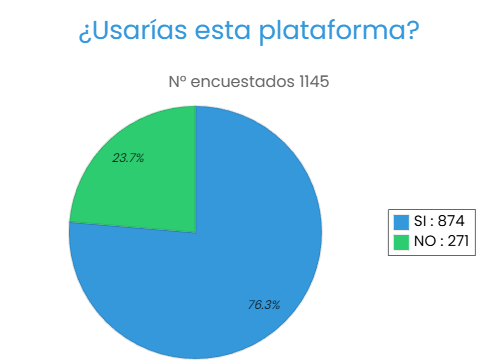 ¿Usarías esta plataforma?
Nº encuestados 1145
23.7%
76.3%
SI : 874
NO : 271